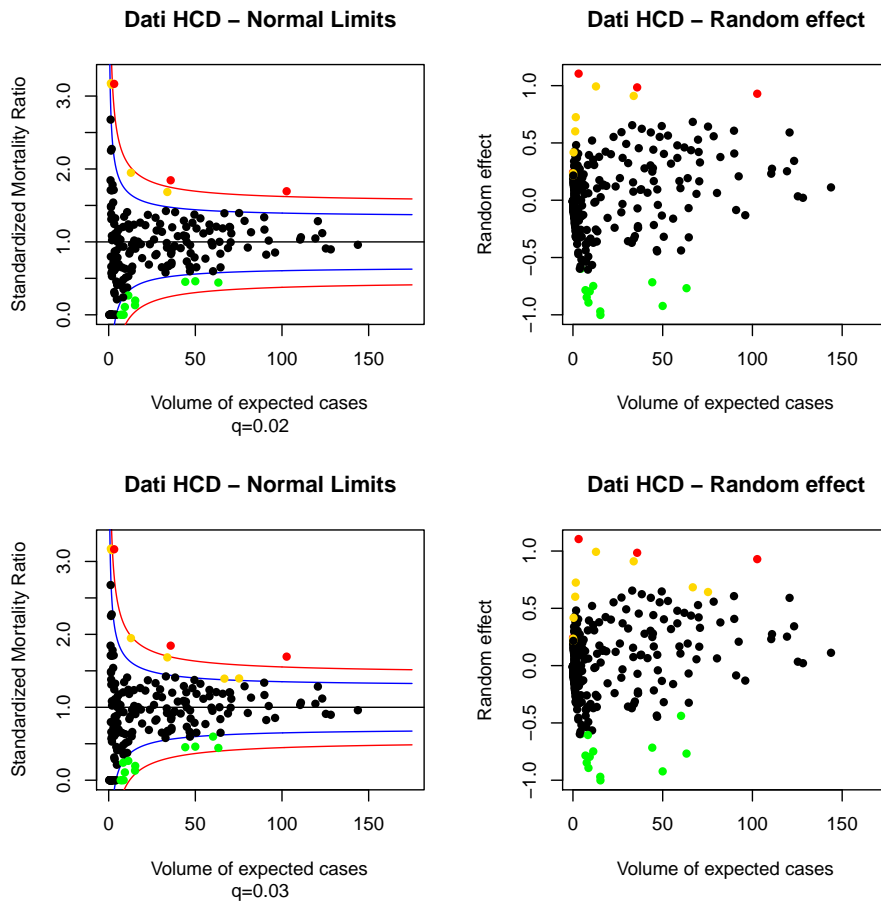 Dati HCD – Normal Limits
Standardized Mortality Ratio
0.0 1.0 2.0 3.0
0 50 100 150
Volume of expected cases
q=0.02
Dati HCD – Random effect
Random effect
−1.0 −0.5 0.0 0.5 1.0
0 50 100 150
Volume of expected cases
Dati HCD – Normal Limits
Standardized Mortality Ratio
0.0 1.0 2.0 3.0
0 50 100 150
Volume of expected cases
q=0.03
Dati HCD – Random effect
Random effect
−1.0 −0.5 0.0 0.5 1.0
0 50 100 150
Volume of expected cases